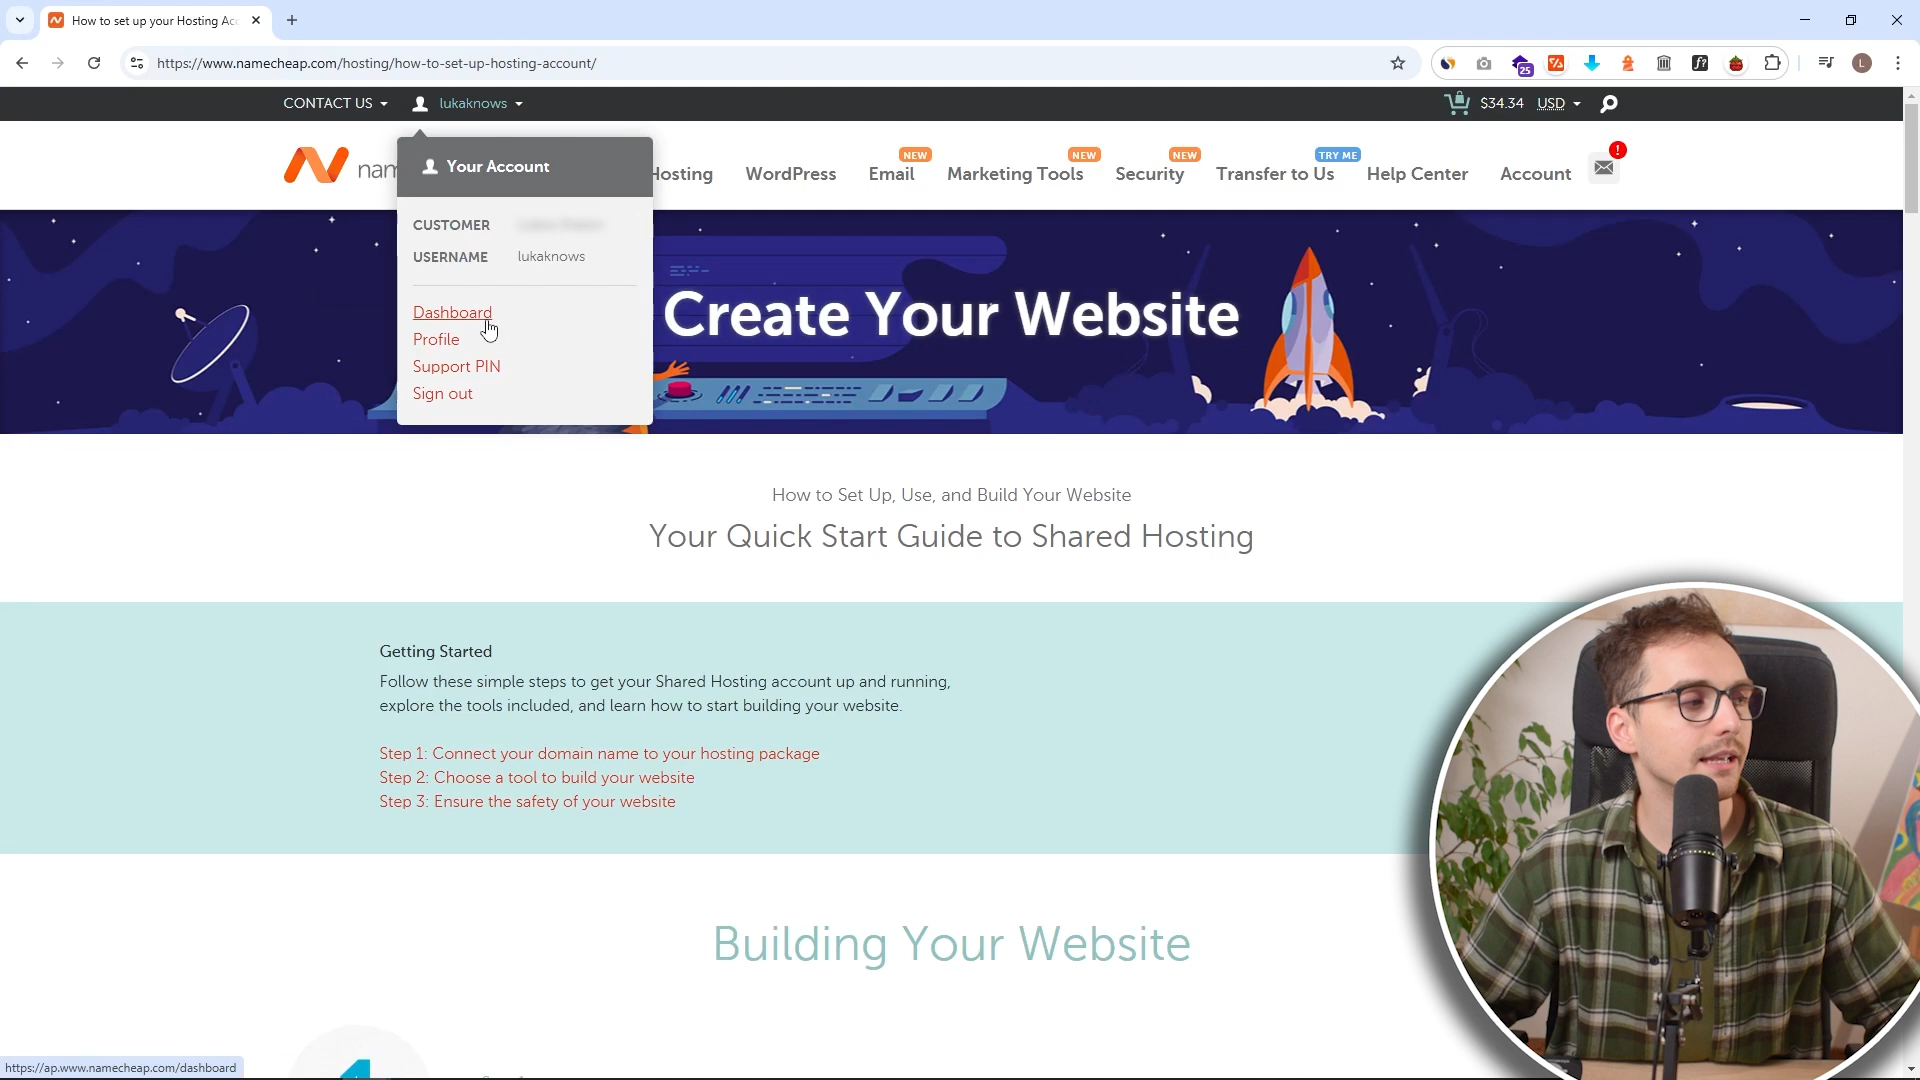 How to set up your Hosting Acc
https://www.namecheap.com/hosting/how-to-set-up-hosting-account/
25
L
CONTACT US
lukaknows
$34.34 USD
Your Account
CUSTOMER
USERNAME lukaknows
Dashboard
Profile
Support PIN
Sign out
nam
Hosting
WordPress
NEW
Email
NEW
Marketing Tools
NEW
Security
TRY ME
Transfer to Us
Help Center
Account
!
Create Your Website
How to Set Up, Use, and Build Your Website
Your Quick Start Guide to Shared Hosting
Getting Started
Follow these simple steps to get your Shared Hosting account up and running,
explore the tools included, and learn how to start building your website.
Step 1: Connect your domain name to your hosting package
Step 2: Choose a tool to build your website
Step 3: Ensure the safety of your website
Building Your Website
https://ap.www.namecheap.com/dashboard